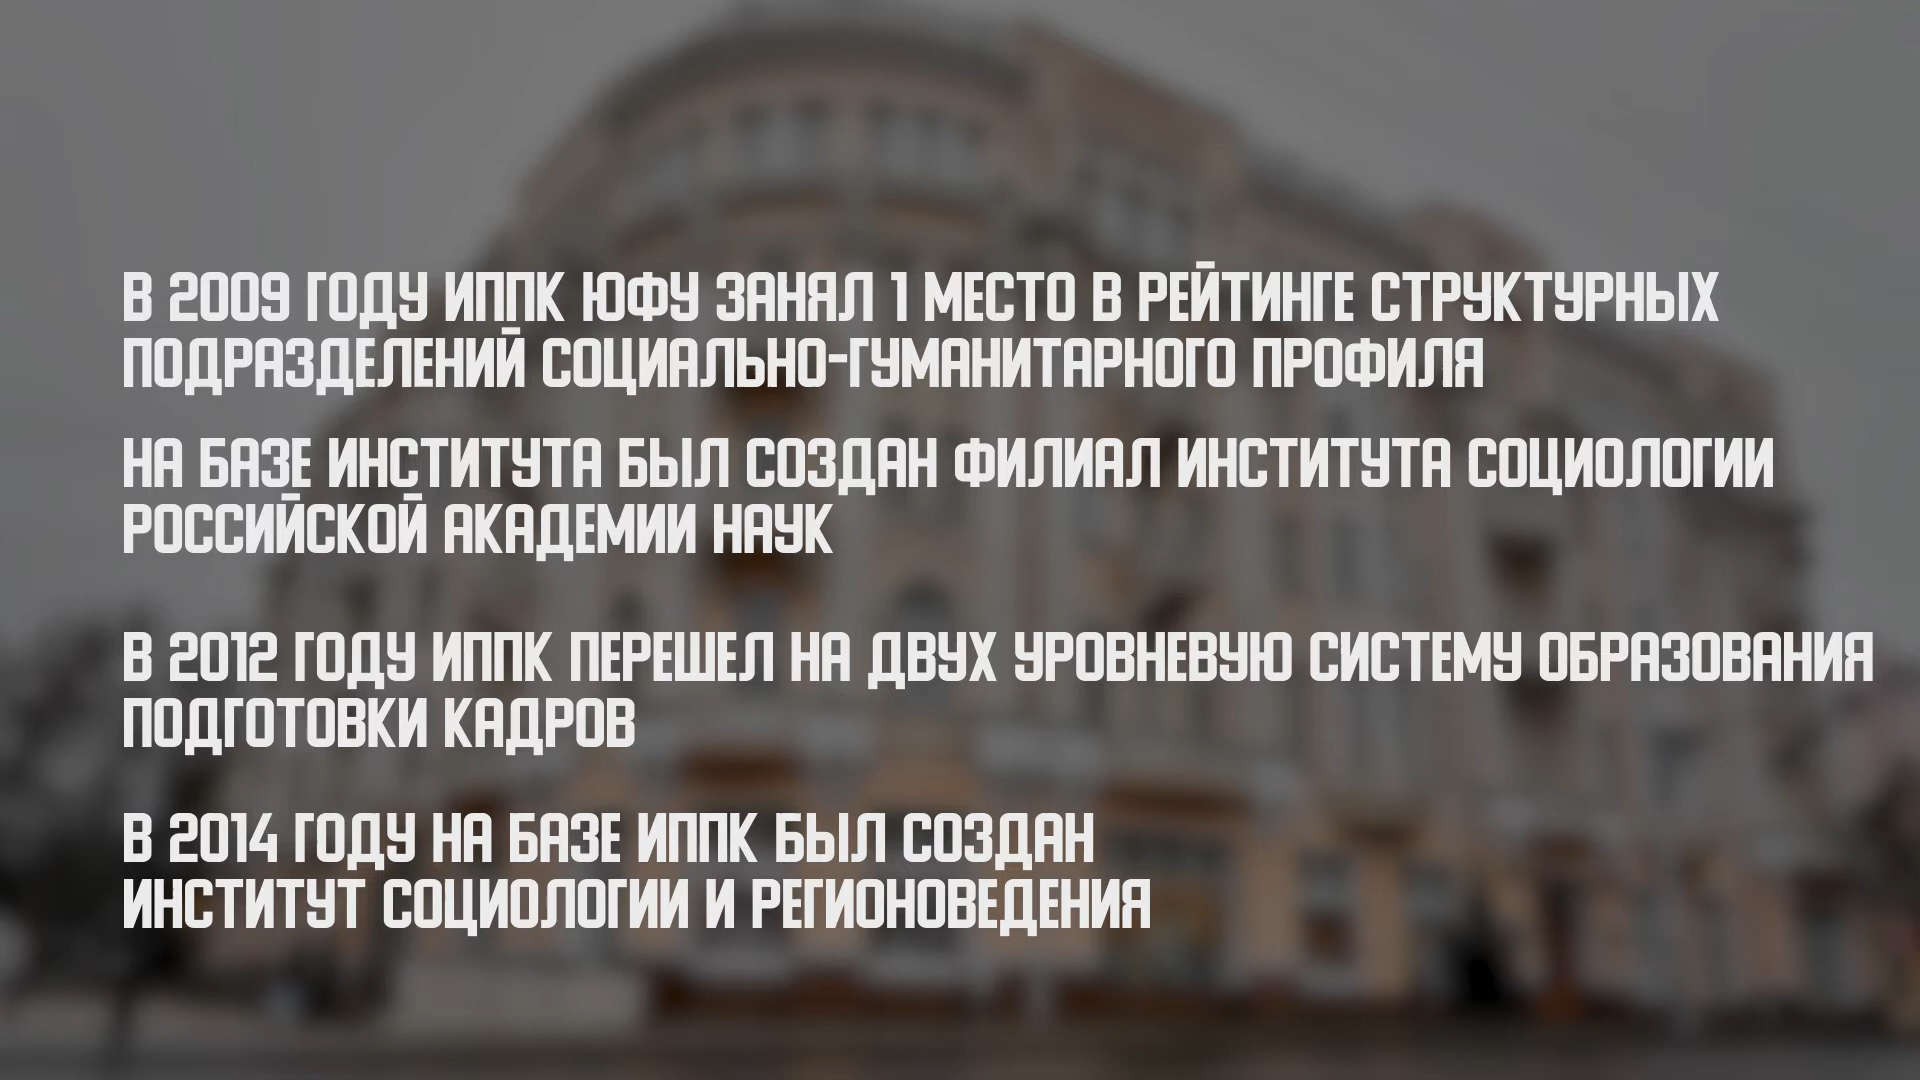 В 2009 ГОДУ ИППК ЮФУ ЗАНЯЛ 1 МЕСТО В РЕЙТИНГЕ СТРУКТУРНЫХ
ПОДРАЗДЕЛЕНИЙ СОЦИАЛЬНО-ГУМАНИТАРНОГО ПРОФИЛЯ
НА БАЗЕ ИНСТИТУТА БЫЛ СОЗДАН ФИЛИАЛ ИНСТИТУТА СОЦИОЛОГИИ
РОССИЙСКОЙ АКАДЕМИИ НАУК
В 2012 ГОДУ ИППК ПЕРЕШЕЛ НА ДВУХ УРОВНЕВУЮ СИСТЕМУ ОБРАЗОВАНИЯ
ПОДГОТОВКИ КАДРОВ
В 2014 ГОДУ НА БАЗЕ ИППК БЫЛ СОЗДАН
ИНСТИТУТ СОЦИОЛОГИИ И РЕГИОНОВЕДЕНИЯ